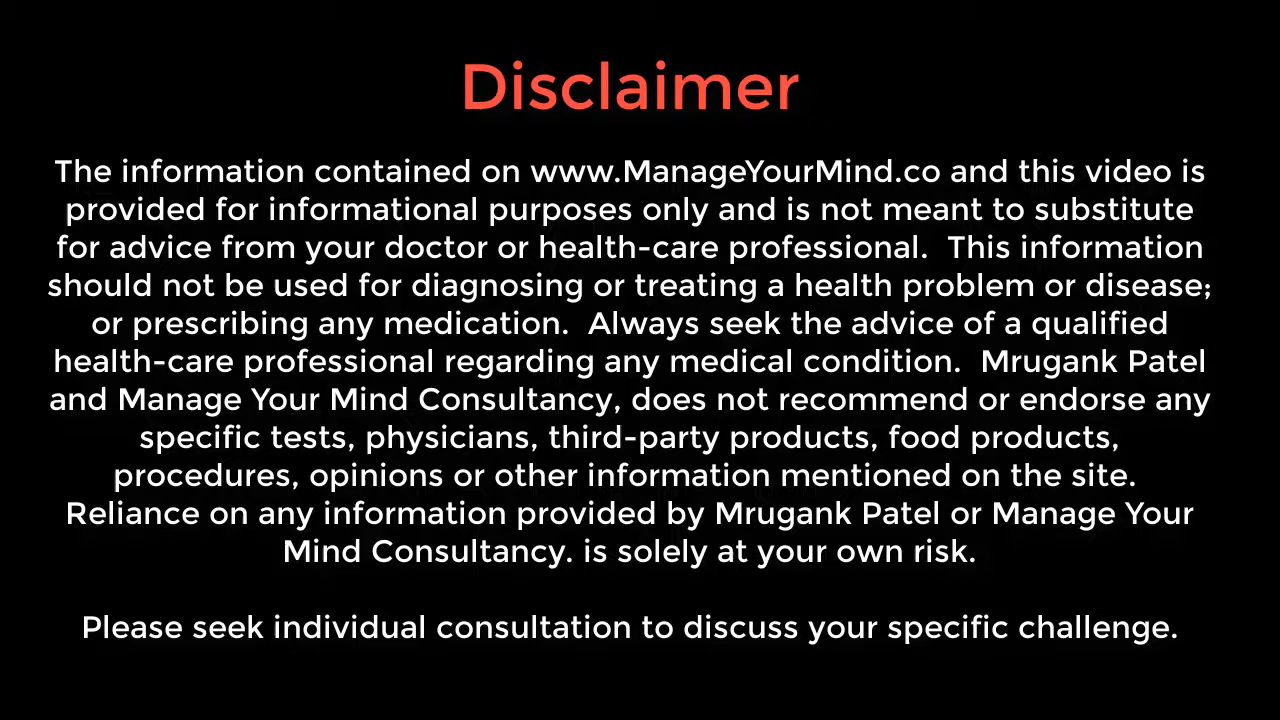 Disclaimer
The information contained on www.ManageYourMind.co and this video is
provided for informational purposes only and is not meant to substitute
for advice from your doctor or health-care professional.  This information
should not be used for diagnosing or treating a health problem or disease;
or prescribing any medication.  Always seek the advice of a qualified
health-care professional regarding any medical condition.  Mrugank Patel
and Manage Your Mind Consultancy, does not recommend or endorse any
specific tests, physicians, third-party products, food products,
procedures, opinions or other information mentioned on the site.
Reliance on any information provided by Mrugank Patel or Manage Your
Mind Consultancy. is solely at your own risk.
Please seek individual consultation to discuss your specific challenge.